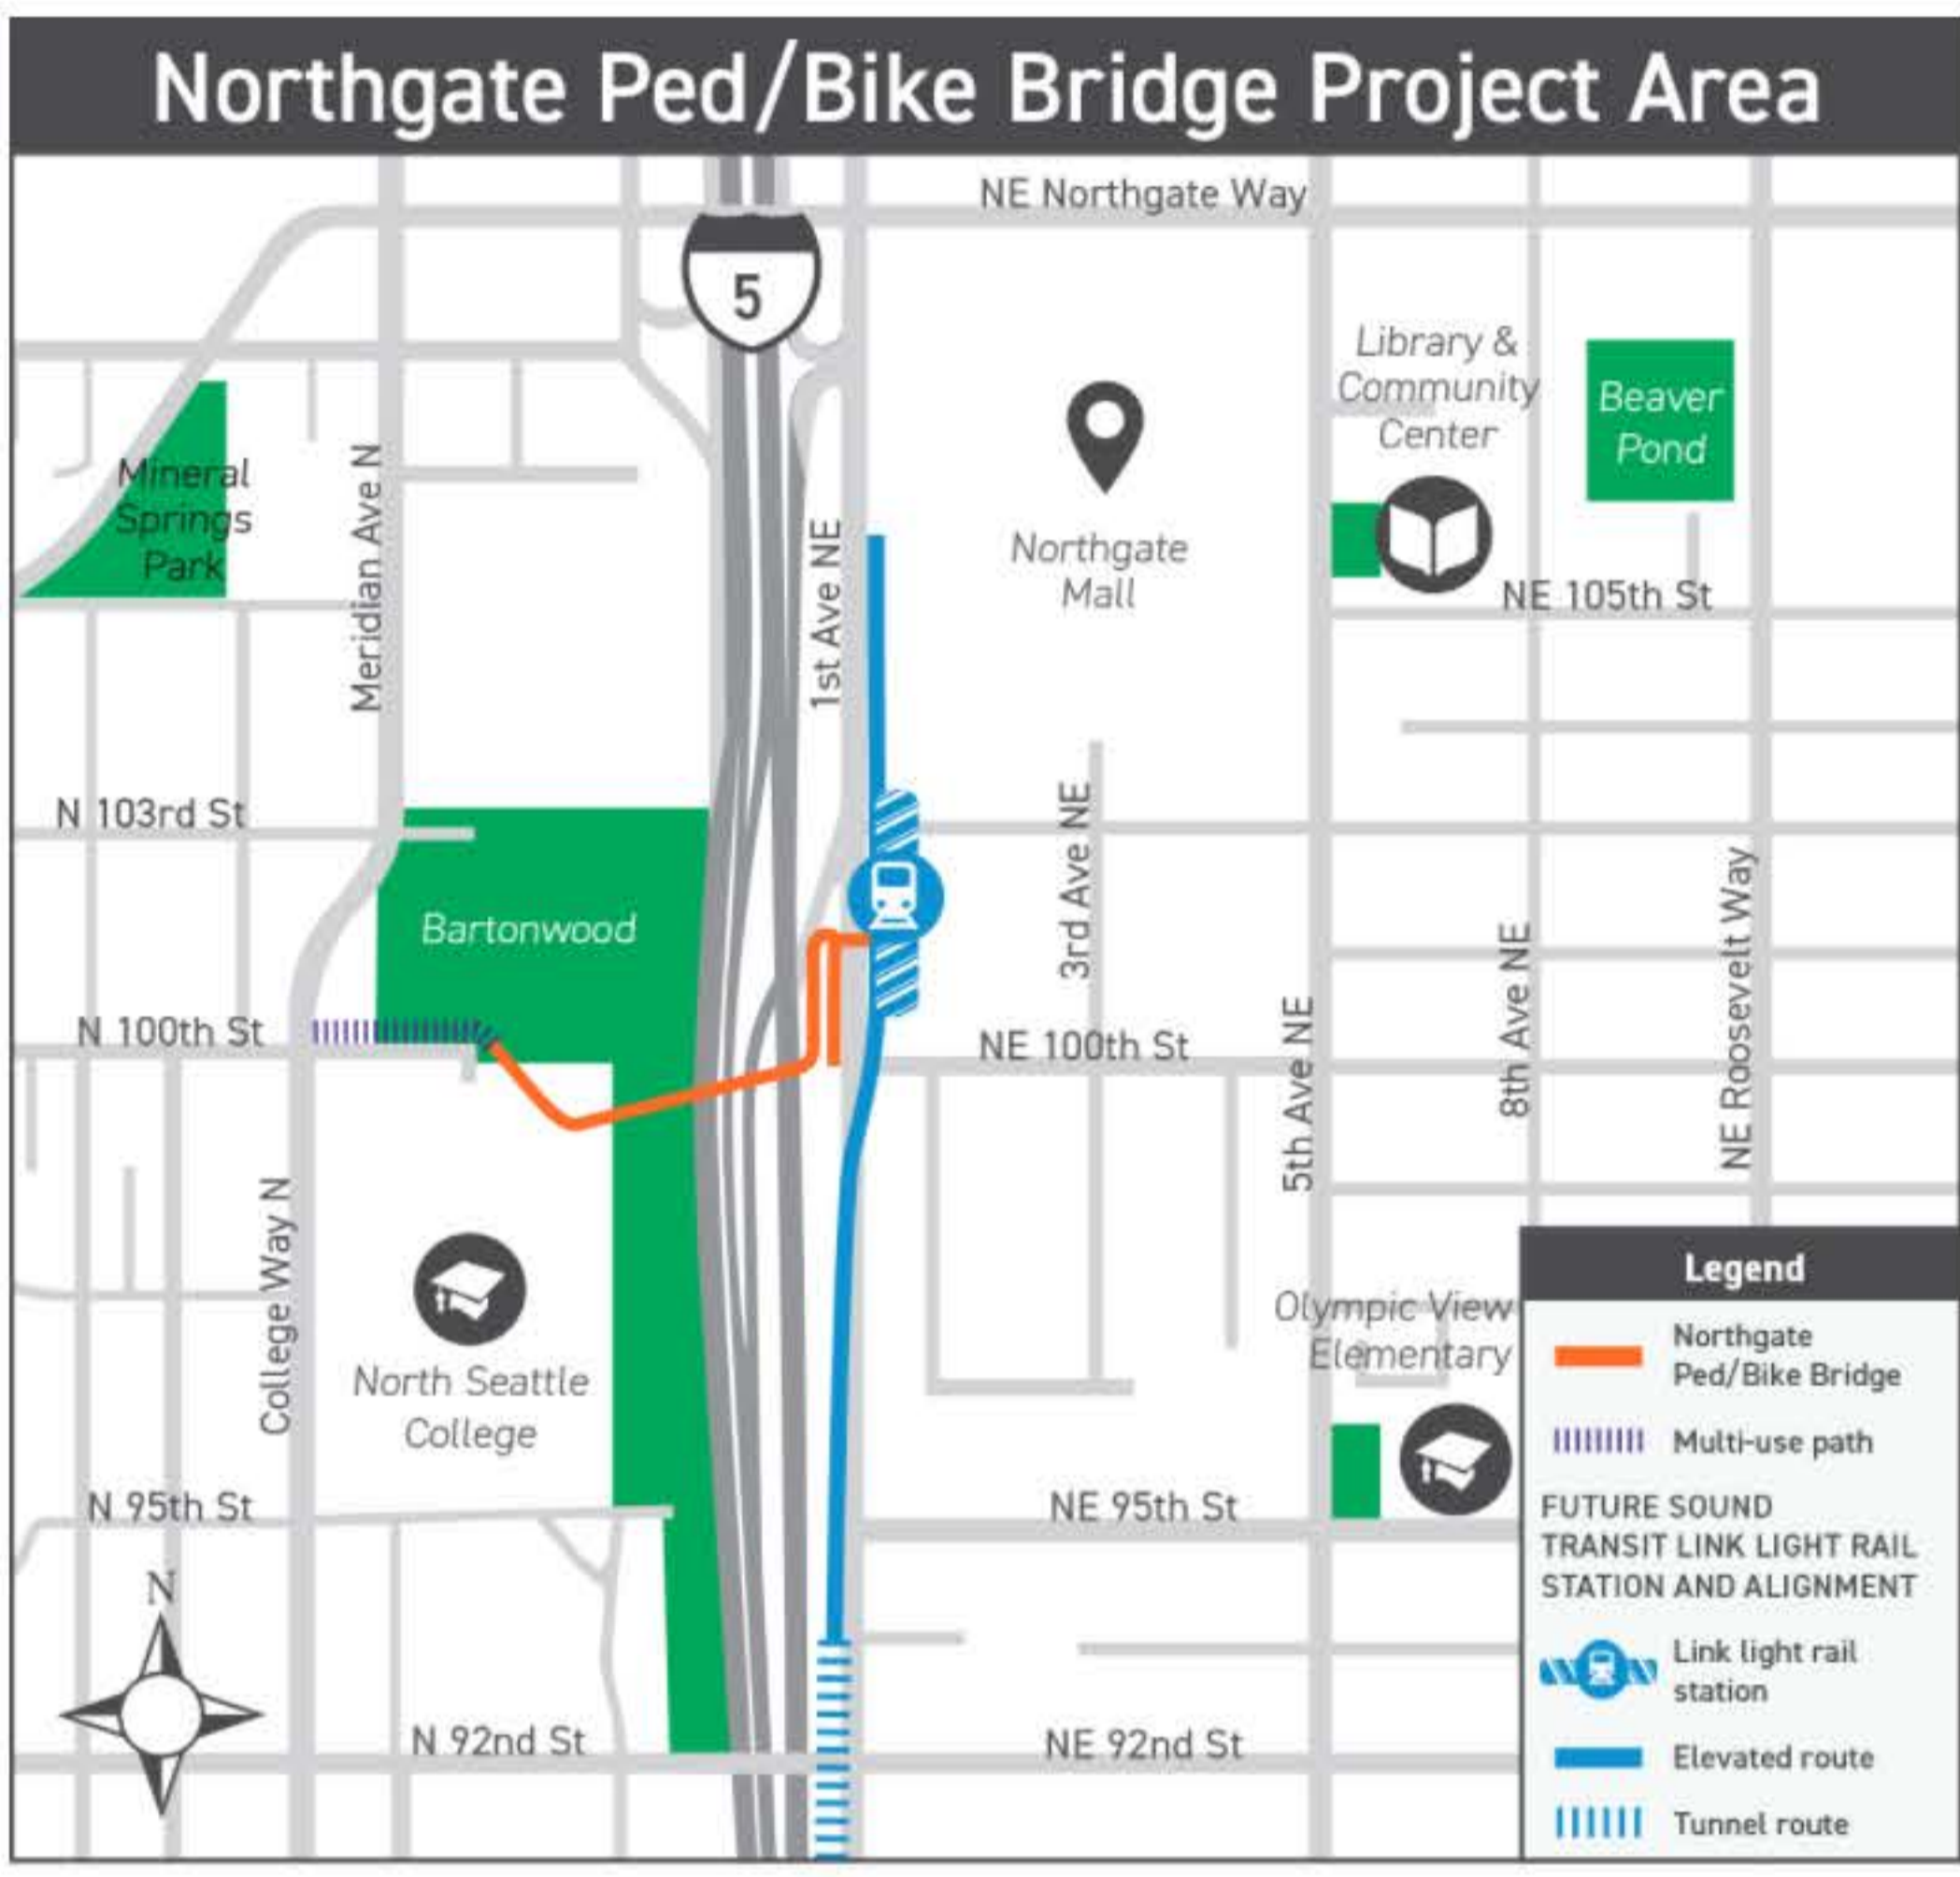 Northgate Ped/Bike Bridge Project Area
NE Northgate Way
5
Library &
Community
Center
Beaver
Pond
Mineral
Springs
Park
Meridian Ave N
1st Ave NE
Northgate
Mall
NE 105th St
N 103rd St
3rd Ave NE
Bartonwood
N 100th St
NE 100th St
5th Ave NE
8th Ave NE
NE Roosevelt Way
College Way N
North Seattle
College
Olympic View
Elementary
N 95th St
NE 95th St
N
N 92nd St
NE 92nd St
Legend
Northgate
Ped/Bike Bridge
Multi-use path
FUTURE SOUND
TRANSIT LINK LIGHT RAIL
STATION AND ALIGNMENT
Link light rail
station
Elevated route
Tunnel route